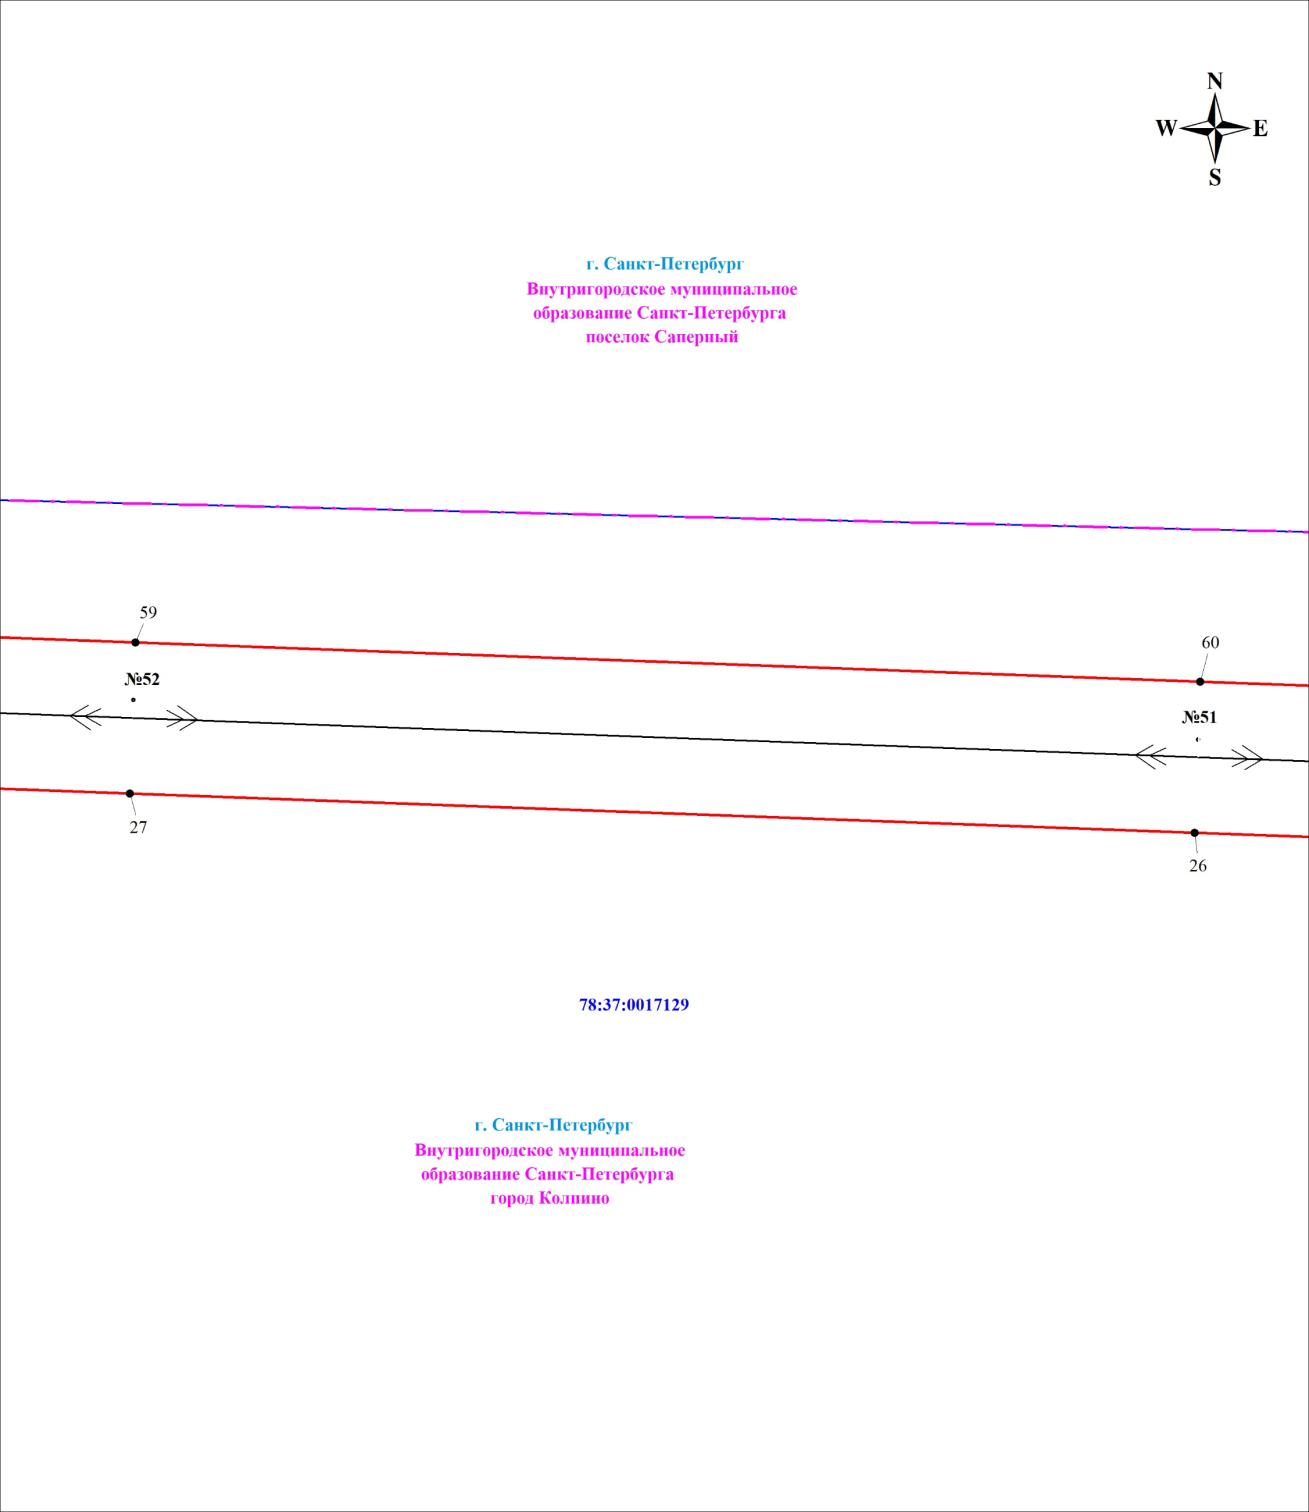 N
W E
S
г. Санкт-Петербург
Внутригородское муниципальное
образование Санкт-Петербурга
поселок Саперный
59
60
№52
№51
27
26
78:37:0017129
г. Санкт-Петербург
Внутригородское муниципальное
образование Санкт-Петербурга
город Колпино